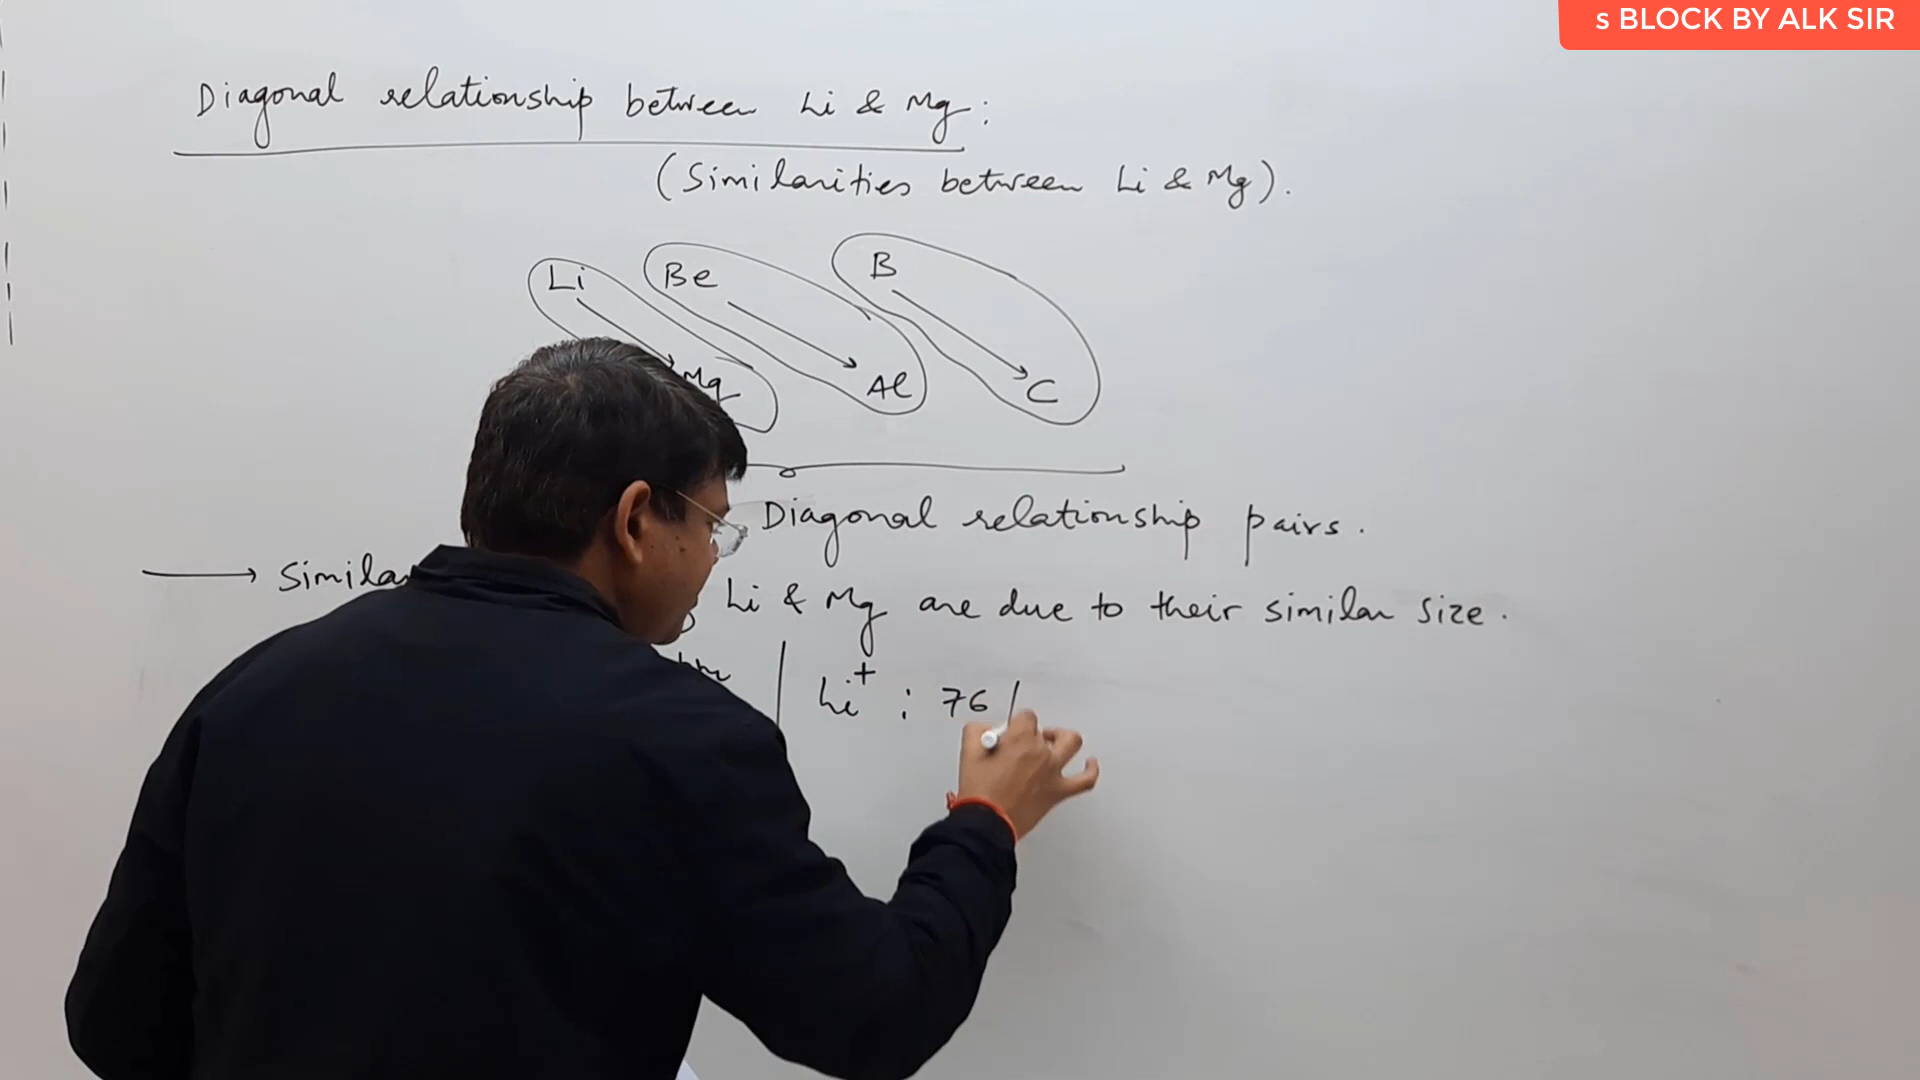 s BLOCK BY ALK SIR
Diagonal relationship between Li & Mg:
(Similarities between Li & Mg).
Li Be B
Mg Al C
Diagonal relationship pairs.
Li & Mg are due to their similar size.
Li⁺ : 76